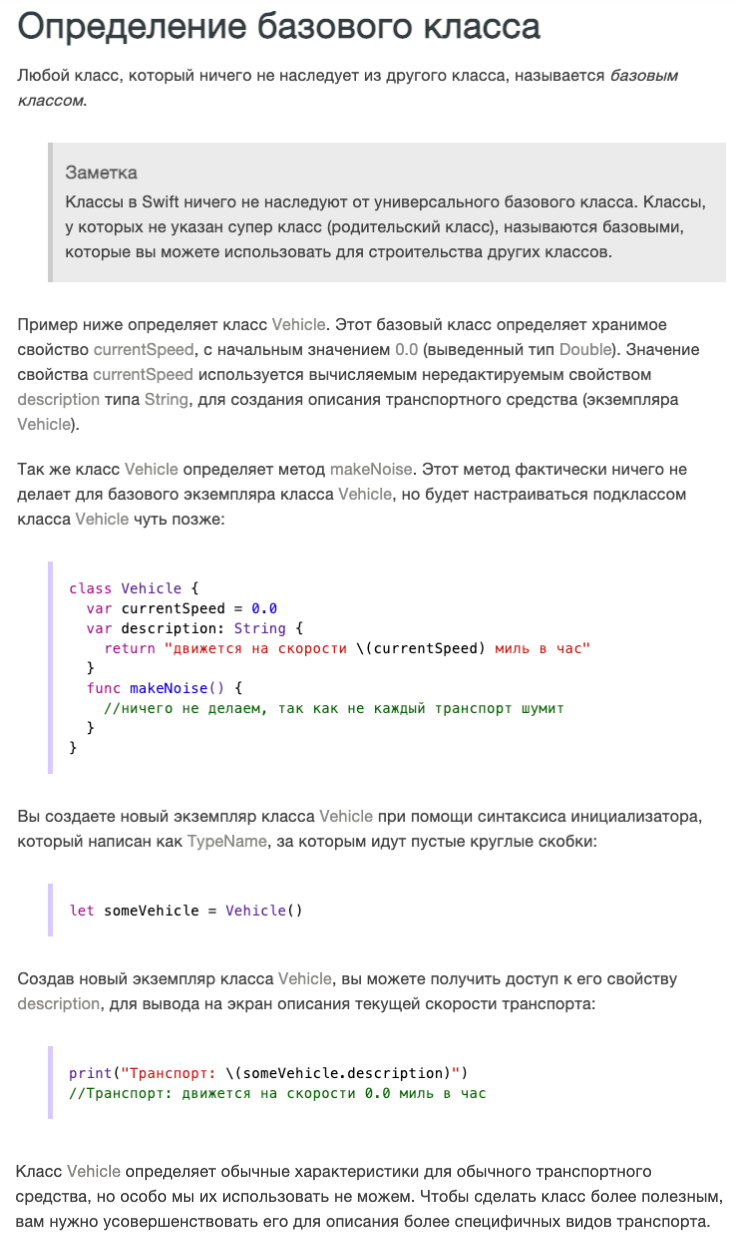 Определение базового класса
Любой класс, который ничего не наследует из другого класса, называется базовым
классом.
Заметка
Классы в Swift ничего не наследуют от универсального базового класса. Классы,
у которых не указан супер класс (родительский класс), называются базовыми,
которые вы можете использовать для строительства других классов.
Пример ниже определяет класс Vehicle. Этот базовый класс определяет хранимое
свойство currentSpeed, с начальным значением 0.0 (выведенный тип Double). Значение
свойства currentSpeed используется вычисляемым нередактируемым свойством
description типа String, для создания описания транспортного средства (экземпляра
Vehicle).
Так же класс Vehicle определяет метод makeNoise. Этот метод фактически ничего не
делает для базового экземпляра класса Vehicle, но будет настраиваться подклассом
класса Vehicle чуть позже:
class Vehicle {
  var currentSpeed = 0.0
  var description: String {
    return "движется на скорости \(currentSpeed) миль в час"
  }
  func makeNoise() {
    //ничего не делаем, так как не каждый транспорт шумит
  }
}
Вы создаете новый экземпляр класса Vehicle при помощи синтаксиса инициализатора,
который написан как TypeName, за которым идут пустые круглые скобки:
let someVehicle = Vehicle()
Создав новый экземпляр класса Vehicle, вы можете получить доступ к его свойству
description, для вывода на экран описания текущей скорости транспорта:
print("Транспорт: \(someVehicle.description)")
//Транспорт: движется на скорости 0.0 миль в час
Класс Vehicle определяет обычные характеристики для обычного транспортного
средства, но особо мы их использовать не можем. Чтобы сделать класс более полезным,
вам нужно усовершенствовать его для описания более специфичных видов транспорта.